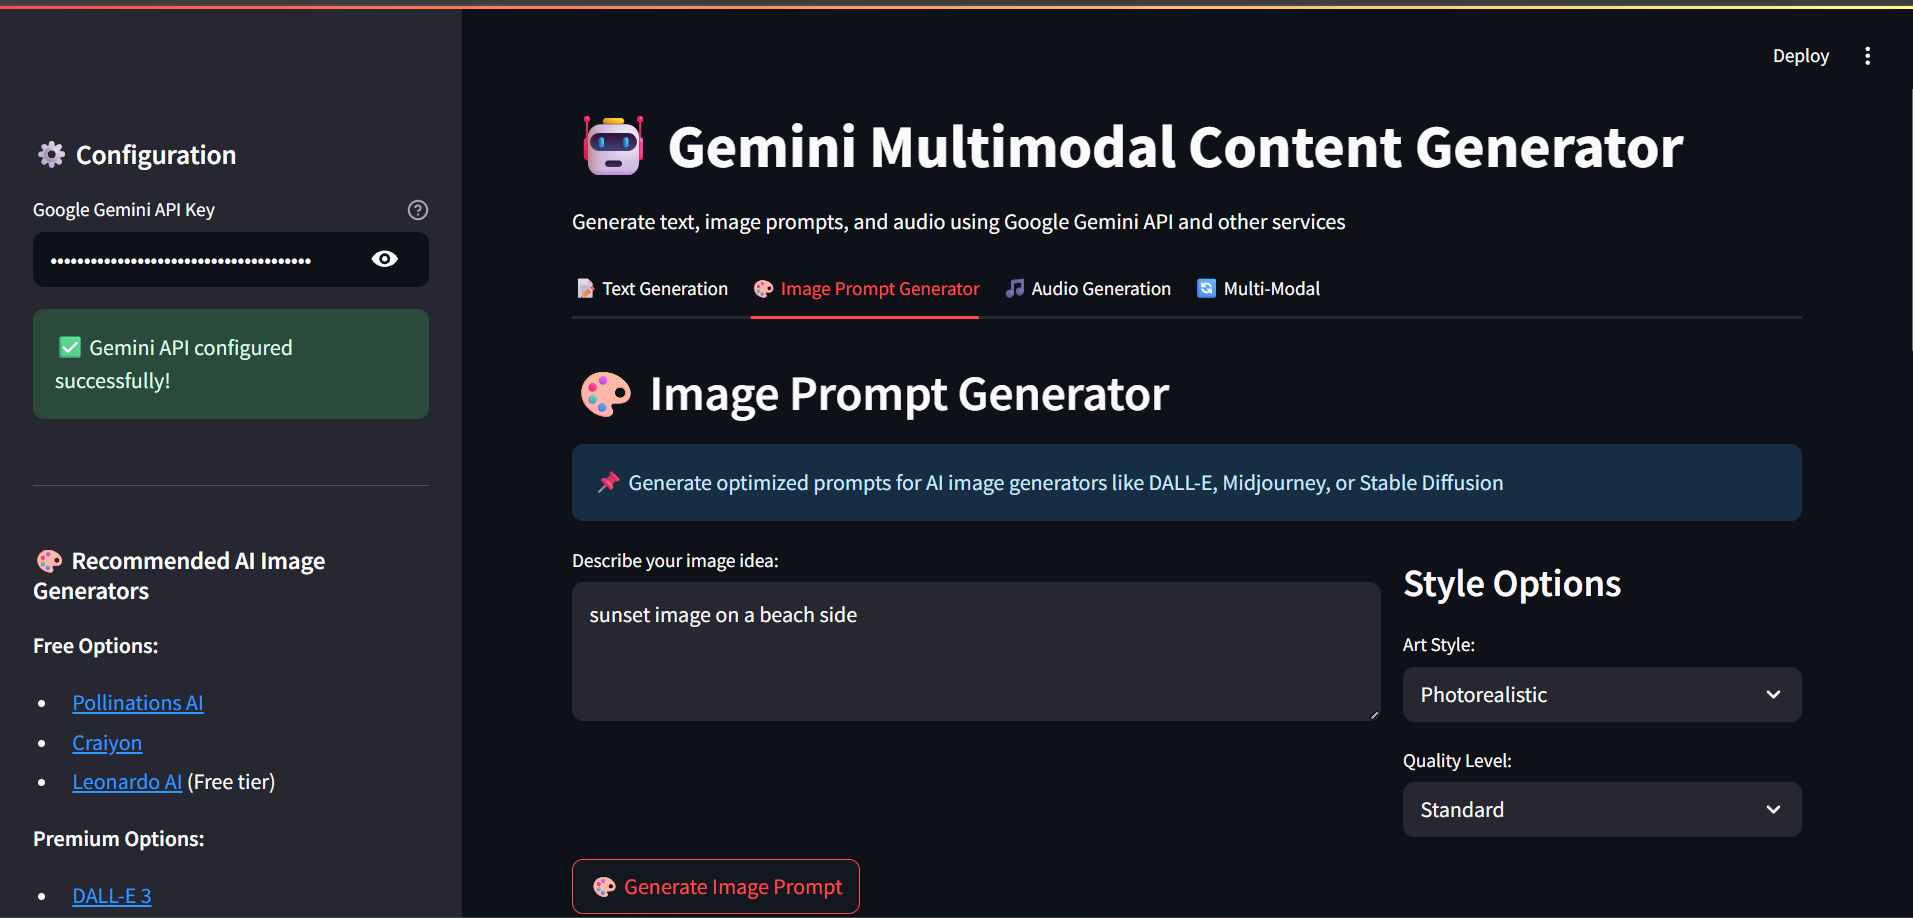 Deploy
Configuration
Google Gemini API Key
Gemini API configured
successfully!
Recommended AI Image
Generators
Free Options:
Pollinations AI
Craiyon
Leonardo AI (Free tier)
Premium Options:
DALL-E 3
Gemini Multimodal Content Generator
Generate text, image prompts, and audio using Google Gemini API and other services
Text Generation
Image Prompt Generator
Audio Generation
Multi-Modal
Image Prompt Generator
Generate optimized prompts for AI image generators like DALL-E, Midjourney, or Stable Diffusion
Describe your image idea:
sunset image on a beach side
Style Options
Art Style:
Photorealistic
Quality Level:
Standard
Generate Image Prompt